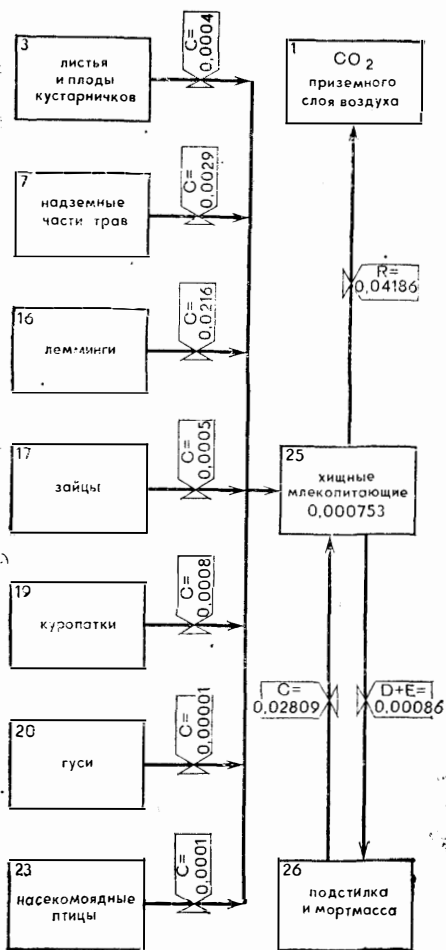 3
листья
и плоды
кустарничков
C=
0,0004
1
CO2
приземного
слоя воздуха
7
надземные
части трав
C=
0,0029
R=
0,04186
16
лемминги
C=
0,0216
17
зайцы
C=
0,0005
25
хищные
млекопитающие
0,000753
19
куропатки
C=
0,0008
20
гуси
C=
0,00001
C=
0,02809
D+E=
0,00086
23
насекомоядные
птицы
C=
0,0001
26
подстилка
и мортмасса